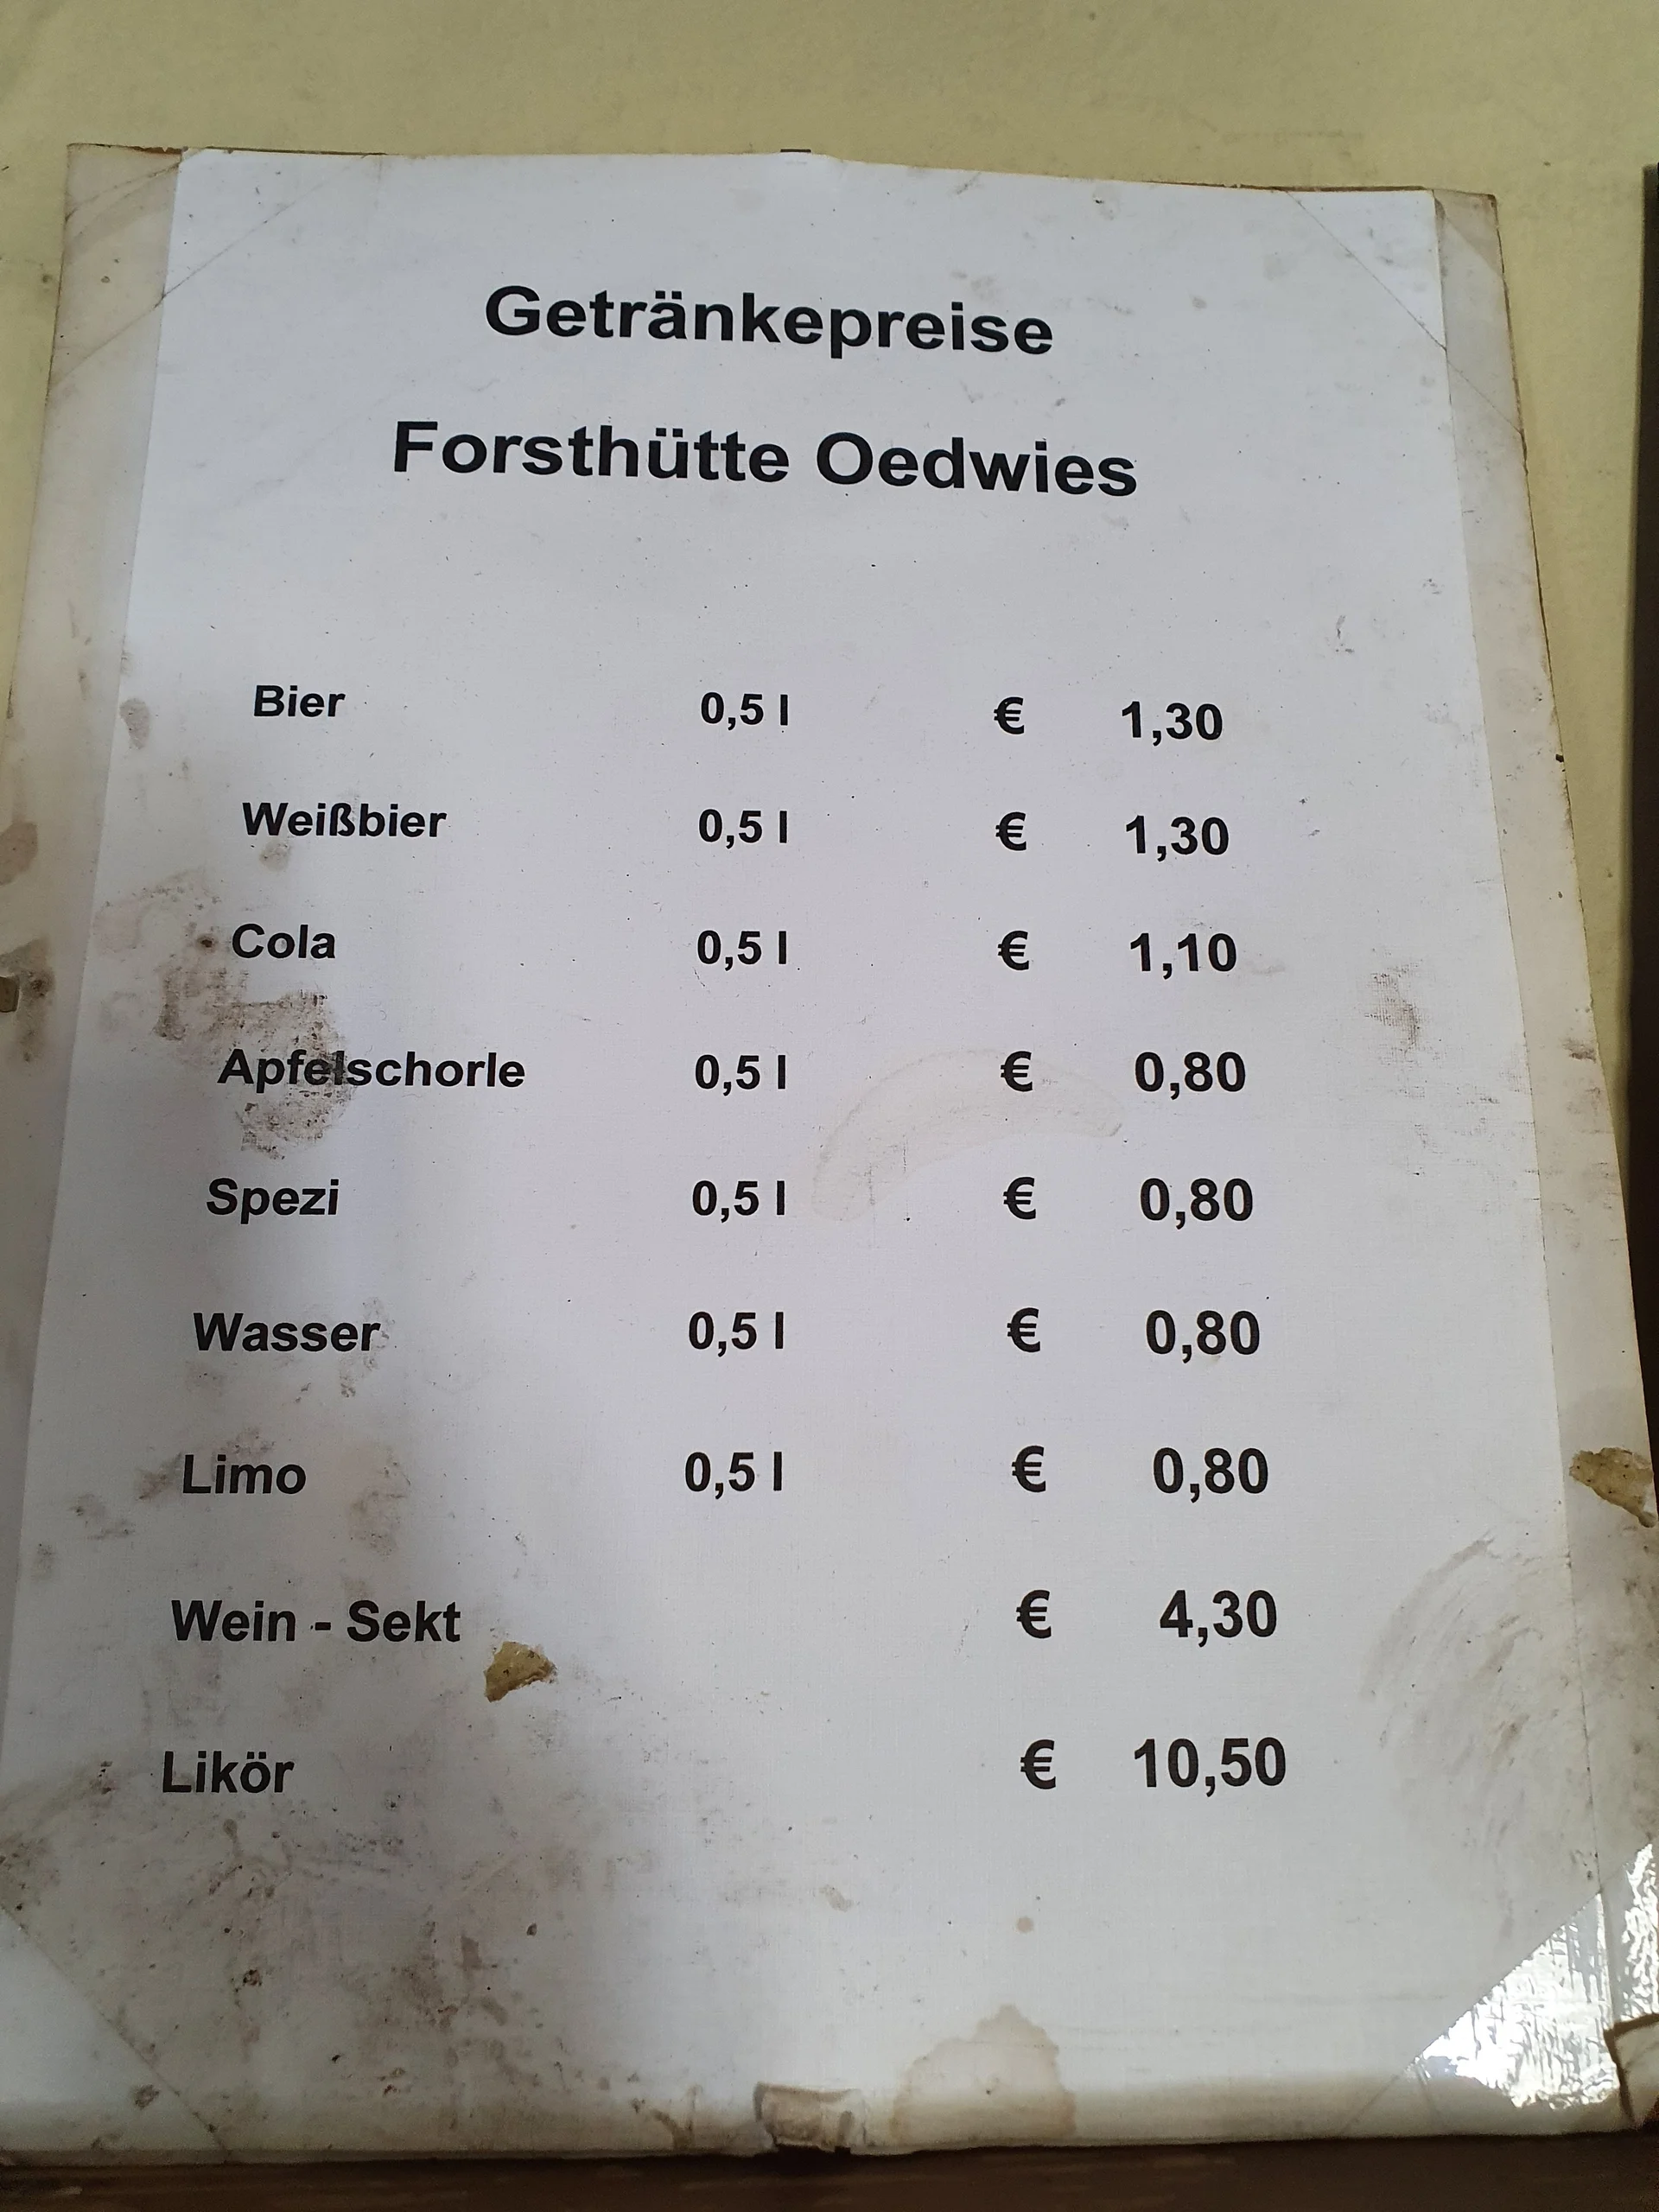 Getränkepreise
Forsthütte Oedwies
Bier 0,5 l € 1,30
Weißbier 0,5 l € 1,30
Cola 0,5 l € 1,10
Apfelschorle 0,5 l € 0,80
Spezi 0,5 l € 0,80
Wasser 0,5 l € 0,80
Limo 0,5 l € 0,80
Wein - Sekt € 4,30
Likör € 10,50